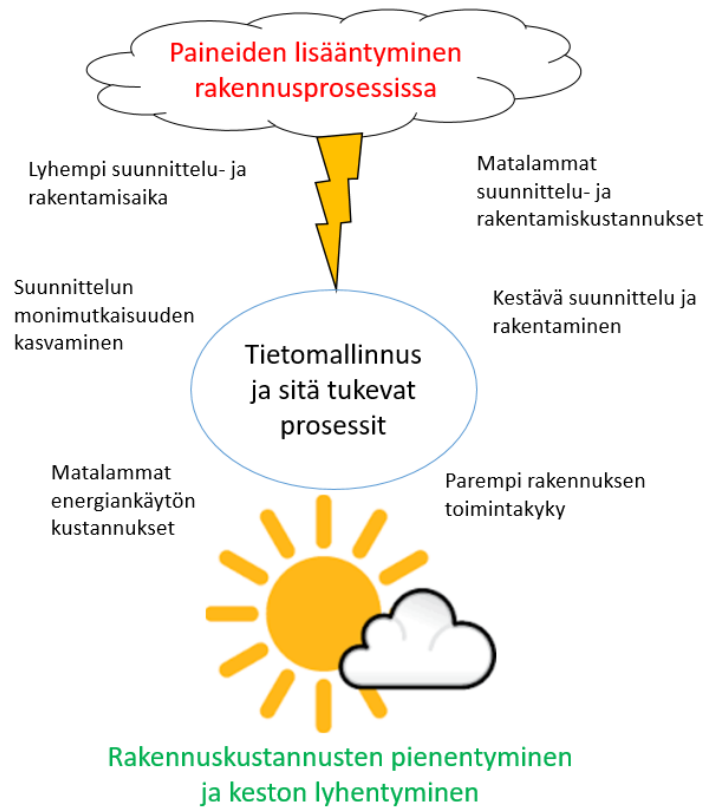 Paineiden lisääntyminen
rakennusprosessissa
Lyhempi suunnittelu- ja
rakentamisaika
Matalammat
suunnittelu- ja
rakentamiskustannukset
Suunnittelun
monimutkaisuuden
kasvaminen
Kestävä suunnittelu ja
rakentaminen
Tietomallinnus
ja sitä tukevat
prosessit
Matalammat
energiankäytön
kustannukset
Parempi rakennuksen
toimintakyky
Rakennuskustannusten pienentyminen
ja keston lyhentyminen